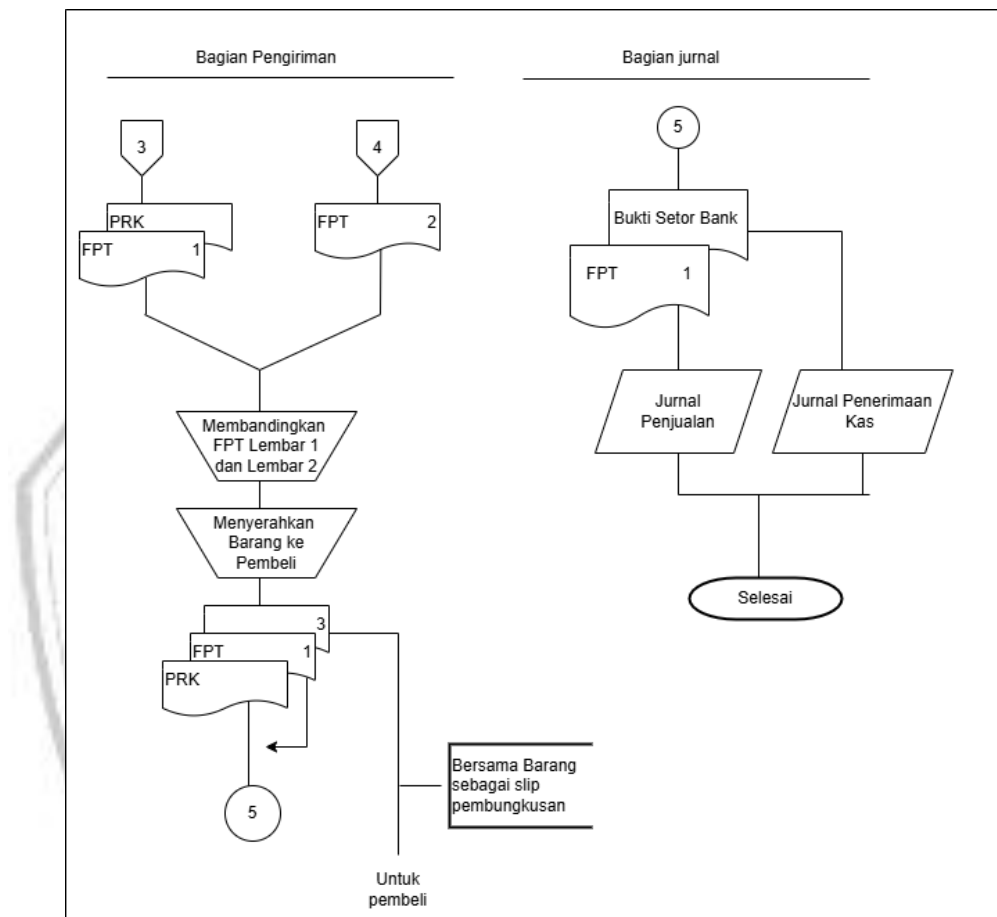 Bagian Pengiriman
3
4
PRK
FPT 1
FPT 2
Membandingkan
FPT Lembar 1
dan Lembar 2
Menyerahkan
Barang ke
Pembeli
3
FPT 1
PRK
5
Bersama Barang
sebagai slip
pembungkusan
Untuk
pembeli
Bagian jurnal
5
Bukti Setor Bank
FPT 1
Jurnal
Penjualan
Jurnal Penerimaan
Kas
Selesai